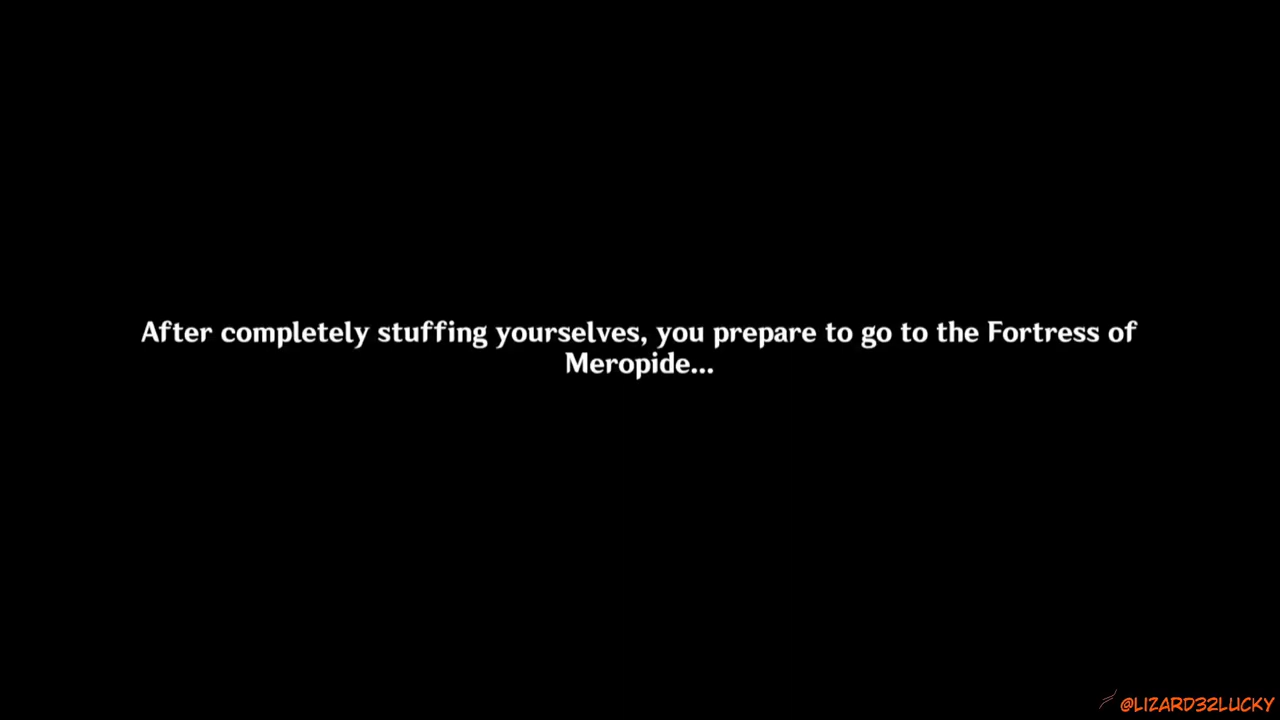 After completely stuffing yourselves, you prepare to go to the Fortress of
Meropide...
@LIZARD32LUCKY